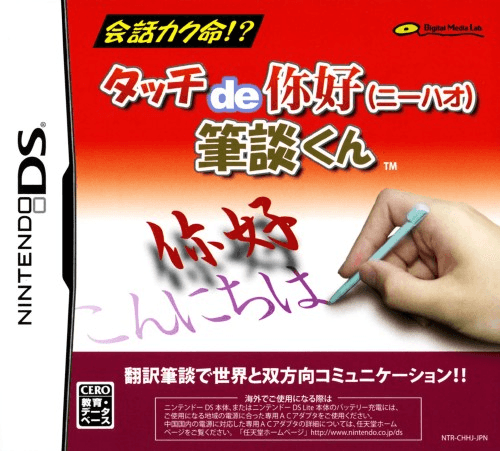 会話カク命!?
Digital Media Lab.
タッチde你好(ニーハオ)
筆談くん
TM
NINTENDO DS
你好
こんにちは
翻訳筆談で世界と双方向コミュニケーション!!
CERO
教育・
データ
ベース
海外でご使用になる際は
ニンテンドーDS本体、またはニンテンドーDS Lite本体のバッテリー充電には、
ご使用になる地域の電源に合った専用ACアダプタをご使用ください。
中国国内の電源に対応した専用ACアダプタの詳細については、任天堂ホーム
ページをご覧ください。「任天堂ホームページ」http://www.nintendo.co.jp/ds
NTR-CHHJ-JPN